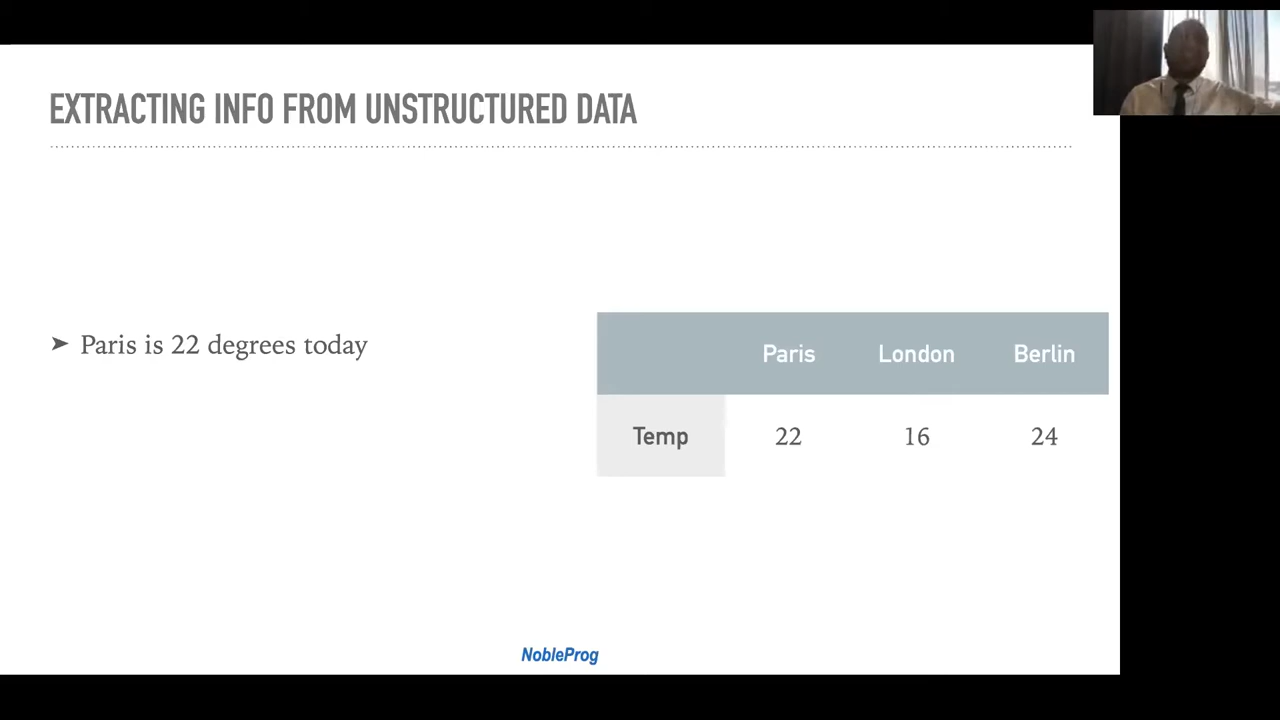 EXTRACTING INFO FROM UNSTRUCTURED DATA
➤ Paris is 22 degrees today
Paris London Berlin
Temp 22 16 24
NobleProg